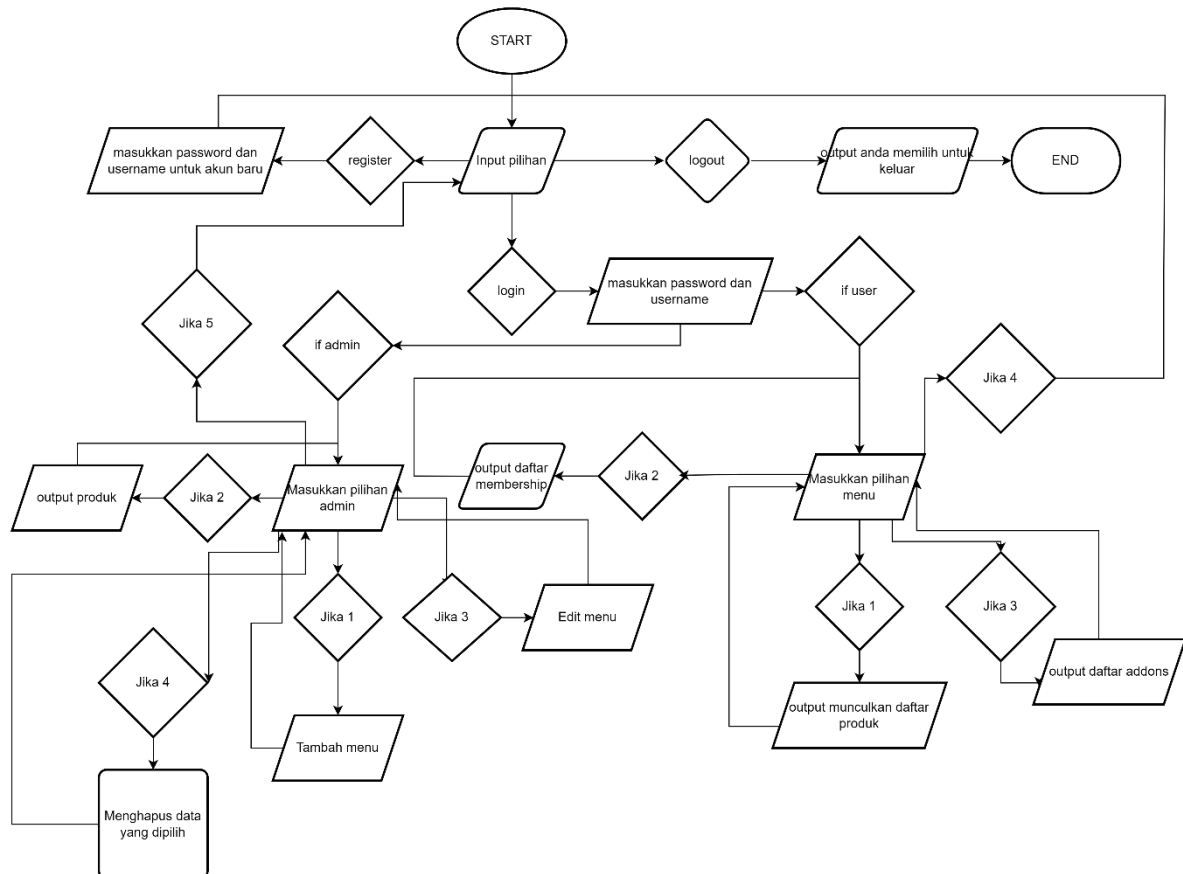 START
masukkan password dan
username untuk akun baru
register
Input pilihan
logout
output anda memilih untuk
keluar
END
login
masukkan password dan
username
if user
Jika 5
if admin
Jika 4
output produk
Jika 2
Masukkan pilihan
admin
output daftar
membership
Jika 2
Masukkan pilihan
menu
Jika 1
Jika 3
Edit menu
Jika 1
Jika 3
Jika 4
output daftar addons
Tambah menu
output munculkan daftar
produk
Menghapus data
yang dipilih